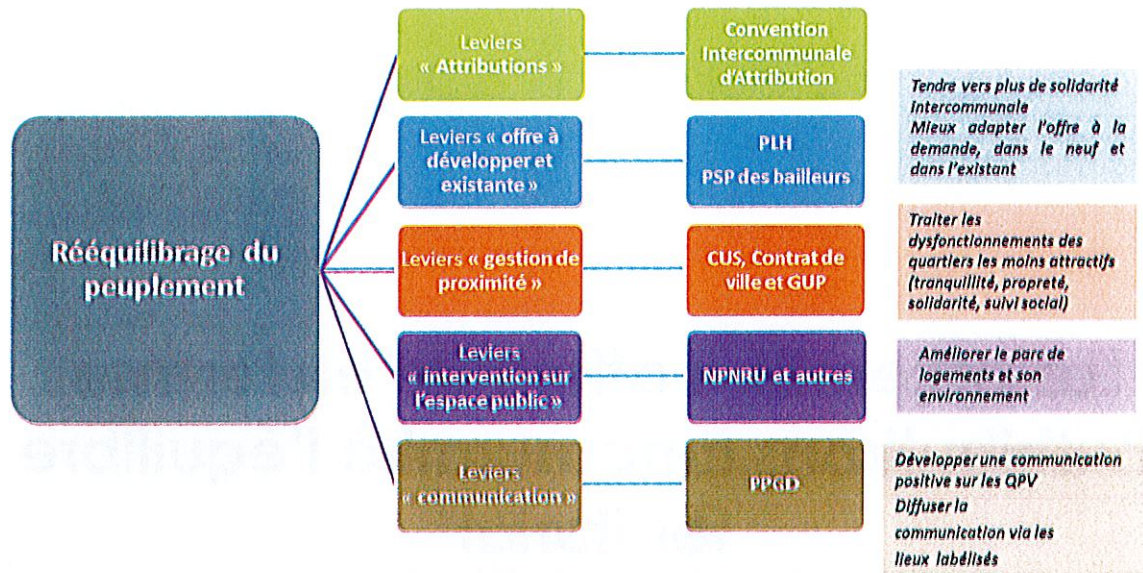 Rééquilibrage du
peuplement
Leviers
« Attributions »
Convention
Intercommunale
d'Attribution
Tendre vers plus de solidarité
Intercommunale
Mieux adapter l'offre à la
demande, dans le neuf et
dans l'existant
Leviers « offre à
développer et
existante »
PLH
PSP des bailleurs
Leviers « gestion de
proximité »
CUS, Contrat de
ville et GUP
Traiter les
dysfonctionnements des
quartiers les moins attractifs
(tranquillité, propreté,
solidarité, suivi social)
Leviers
« intervention sur
l'espace public »
NPNRU et autres
Améliorer le parc de
logements et son
environnement
Leviers
« communication »
PPGD
Développer une communication
positive sur les QPV
Diffuser la
communication via les
lieux labélisés
l'équilibre